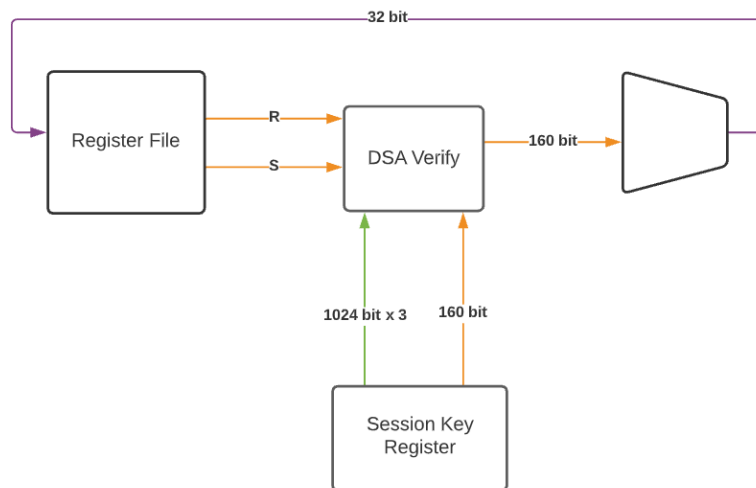 32 bit
Register File
R
S
DSA Verify
160 bit
1024 bit x 3
160 bit
Session Key
Register